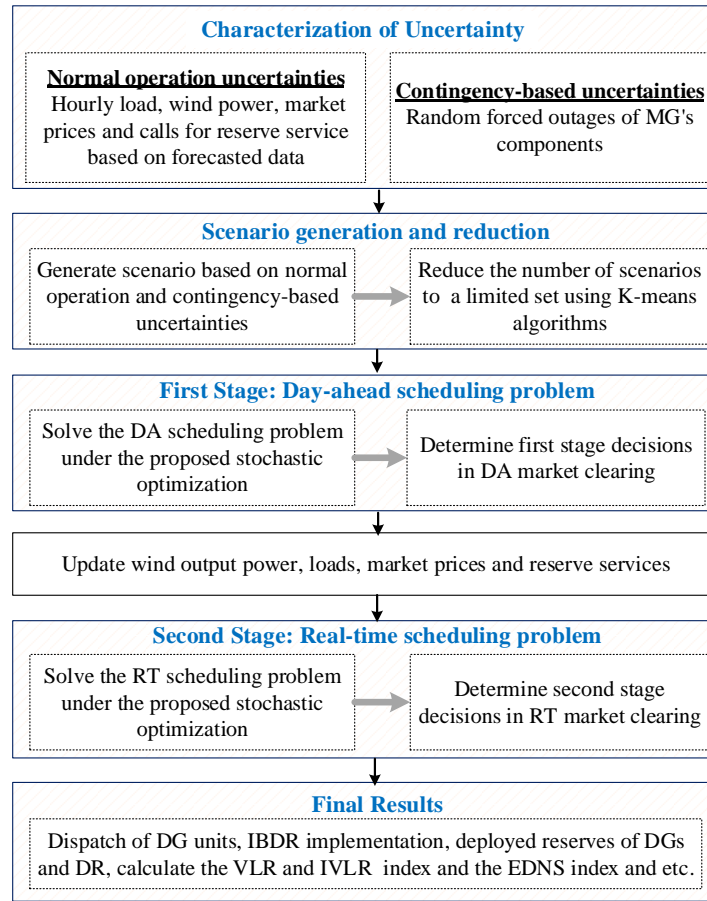 Characterization of Uncertainty
Normal operation uncertainties
Hourly load, wind power, market
prices and calls for reserve service
based on forecasted data
Contingency-based uncertainties
Random forced outages of MG's
components
Scenario generation and reduction
Generate scenario based on normal
operation and contingency-based
uncertainties
Reduce the number of scenarios
to a limited set using K-means
algorithms
First Stage: Day-ahead scheduling problem
Solve the DA scheduling problem
under the proposed stochastic
optimization
Determine first stage decisions
in DA market clearing
Update wind output power, loads, market prices and reserve services
Second Stage: Real-time scheduling problem
Solve the RT scheduling problem
under the proposed stochastic
optimization
Determine second stage
decisions in RT market clearing
Final Results
Dispatch of DG units, IBDR implementation, deployed reserves of DGs
and DR, calculate the VLR and IVLR index and the EDNS index and etc.